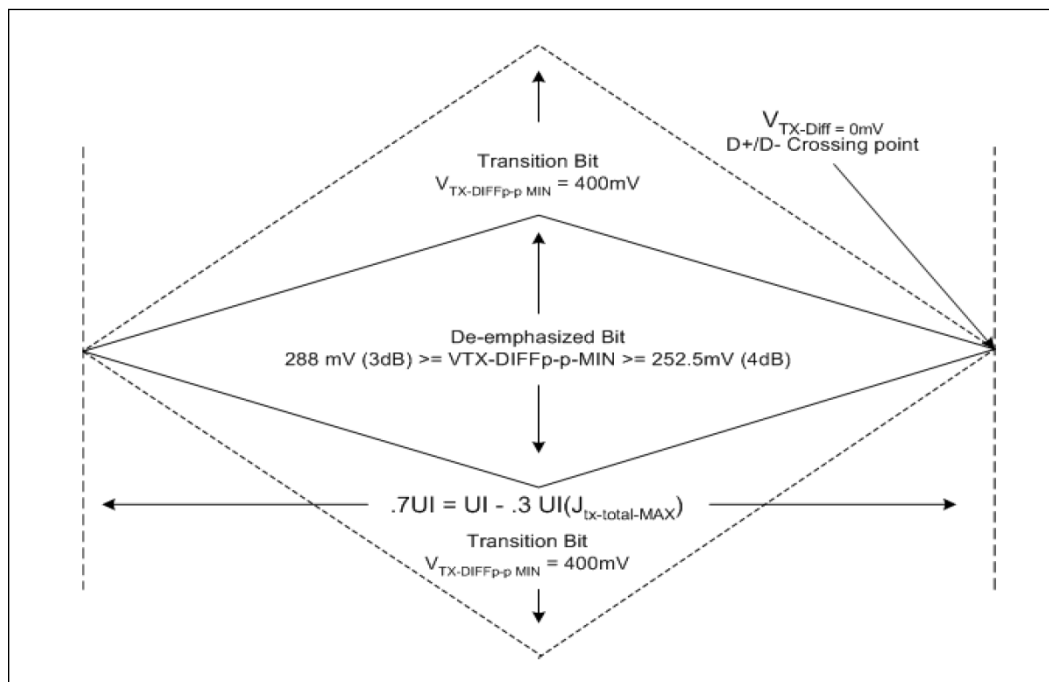 V_TX-Diff = 0mV
D+/D- Crossing point
Transition Bit
V_TX-DIFFp-p MIN = 400mV
De-emphasized Bit
288 mV (3dB) >= VTX-DIFFp-p-MIN >= 252.5mV (4dB)
.7UI = UI - .3 UI(J_tx-total-MAX)
Transition Bit
V_TX-DIFFp-p MIN = 400mV